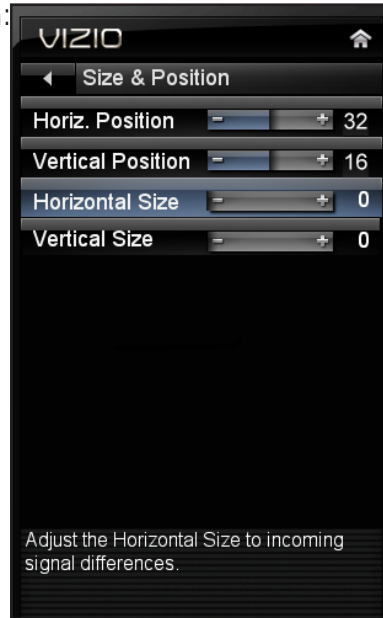 :
VIZIO
Size & Position
Horiz. Position - + 32
Vertical Position - + 16
Horizontal Size - + 0
Vertical Size - + 0
Adjust the Horizontal Size to incoming
signal differences.